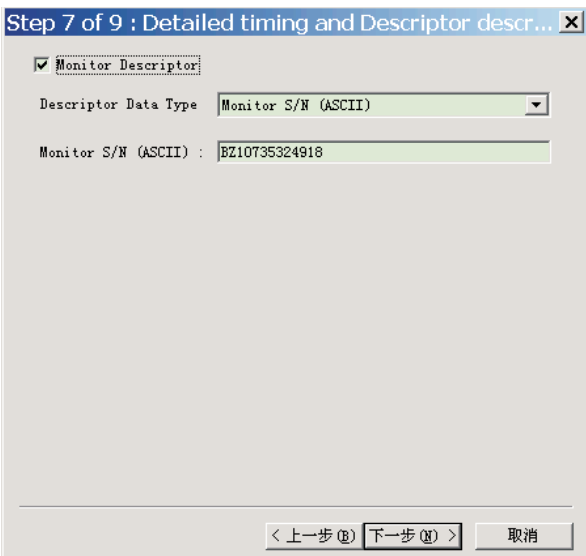 Step 7 of 9 : Detailed timing and Descriptor descr...
Monitor Descriptor
Descriptor Data Type Monitor S/N (ASCII)
Monitor S/N (ASCII) : BZ10735324918
< 上一步(B) 下一步(N) > 取消